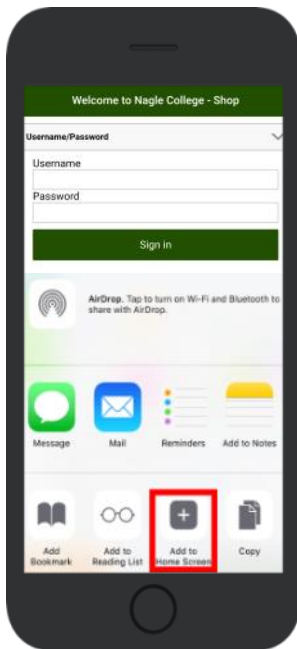 Welcome to Nagle College - Shop
Username/Password
Username
Password
Sign in
AirDrop. Tap to turn on Wi-Fi and Bluetooth to
share with AirDrop.
Message Mail Reminders Add to Notes
Add Add to Add to Copy
Bookmark Reading List Home Screen